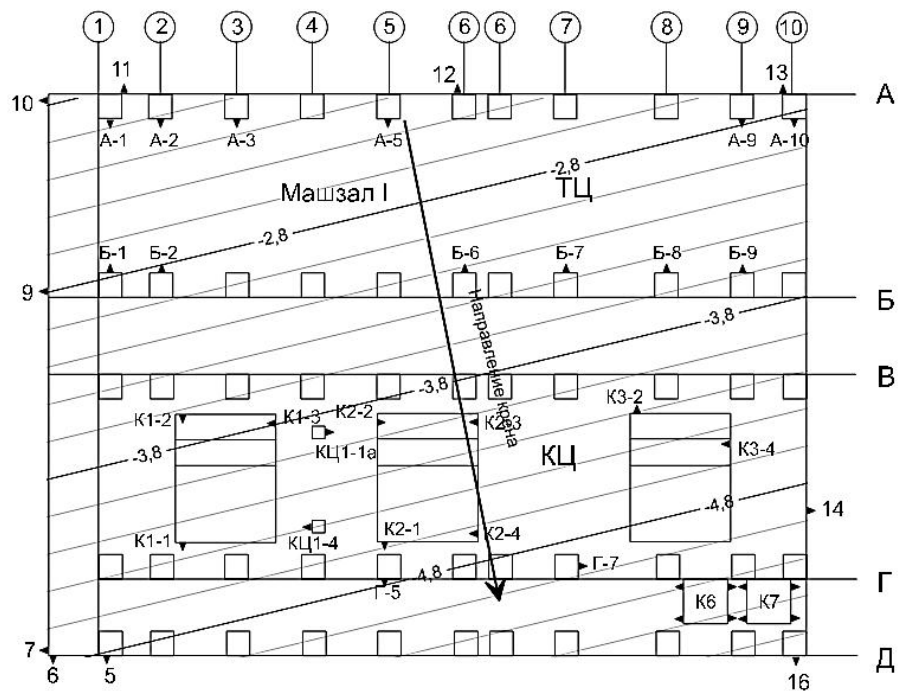 1 2 3 4 5 6 6 7 8 9 10
11 12 13
10 А
А-1 А-2 А-3 А-5 А-9 А-10
-2,8
Машзал I ТЦ
-2,8
Б-1 Б-2 Б-6 Б-7 Б-8 Б-9
9 Б
Направление крена
-3,8
-3,8 В
К1-2 К1-3 К2-2 К2-3 К3-2
КЦ1-1а КЦ К3-4
-3,8
-4,8 14
К1-1 КЦ1-4 К2-1 К2-4
Г-5 -4,8 Г-7 Г
К6 К7
7 Д
6 5 16